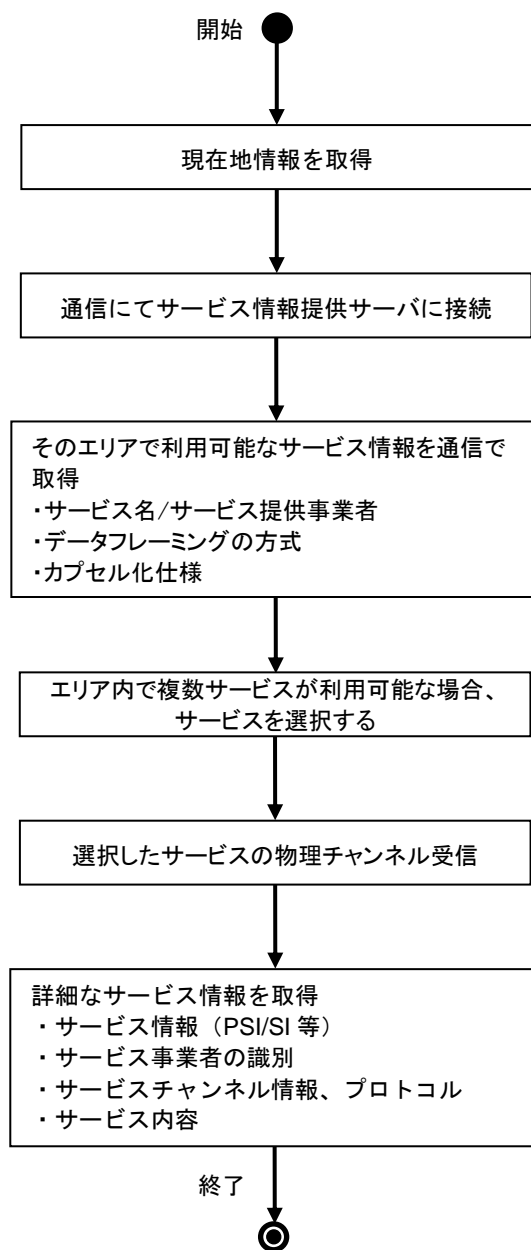 開始
現在地情報を取得
通信にてサービス情報提供サーバに接続
そのエリアで利用可能なサービス情報を通信で
取得
・サービス名/サービス提供事業者
・データフレーミングの方式
・カプセル化仕様
エリア内で複数サービスが利用可能な場合、
サービスを選択する
選択したサービスの物理チャンネル受信
詳細なサービス情報を取得
・サービス情報（PSI/SI 等）
・サービス事業者の識別
・サービスチャンネル情報、プロトコル
・サービス内容
終了